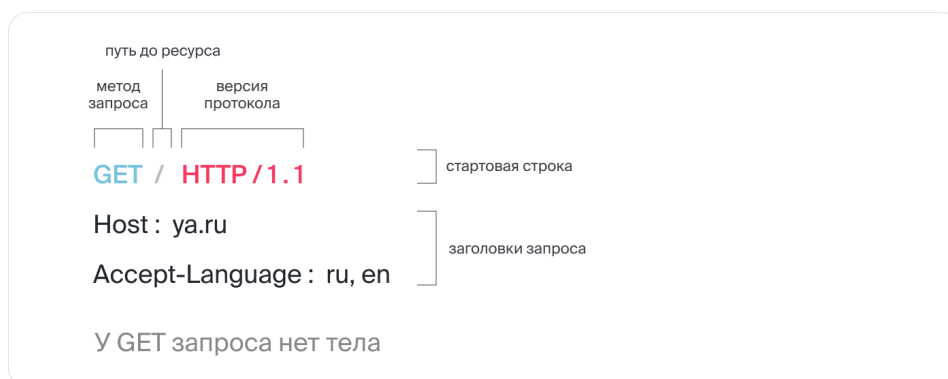 путь до ресурса
метод
запроса
версия
протокола
GET / HTTP/1.1
стартовая строка
Host : ya.ru
Accept-Language : ru, en
заголовки запроса
У GET запроса нет тела